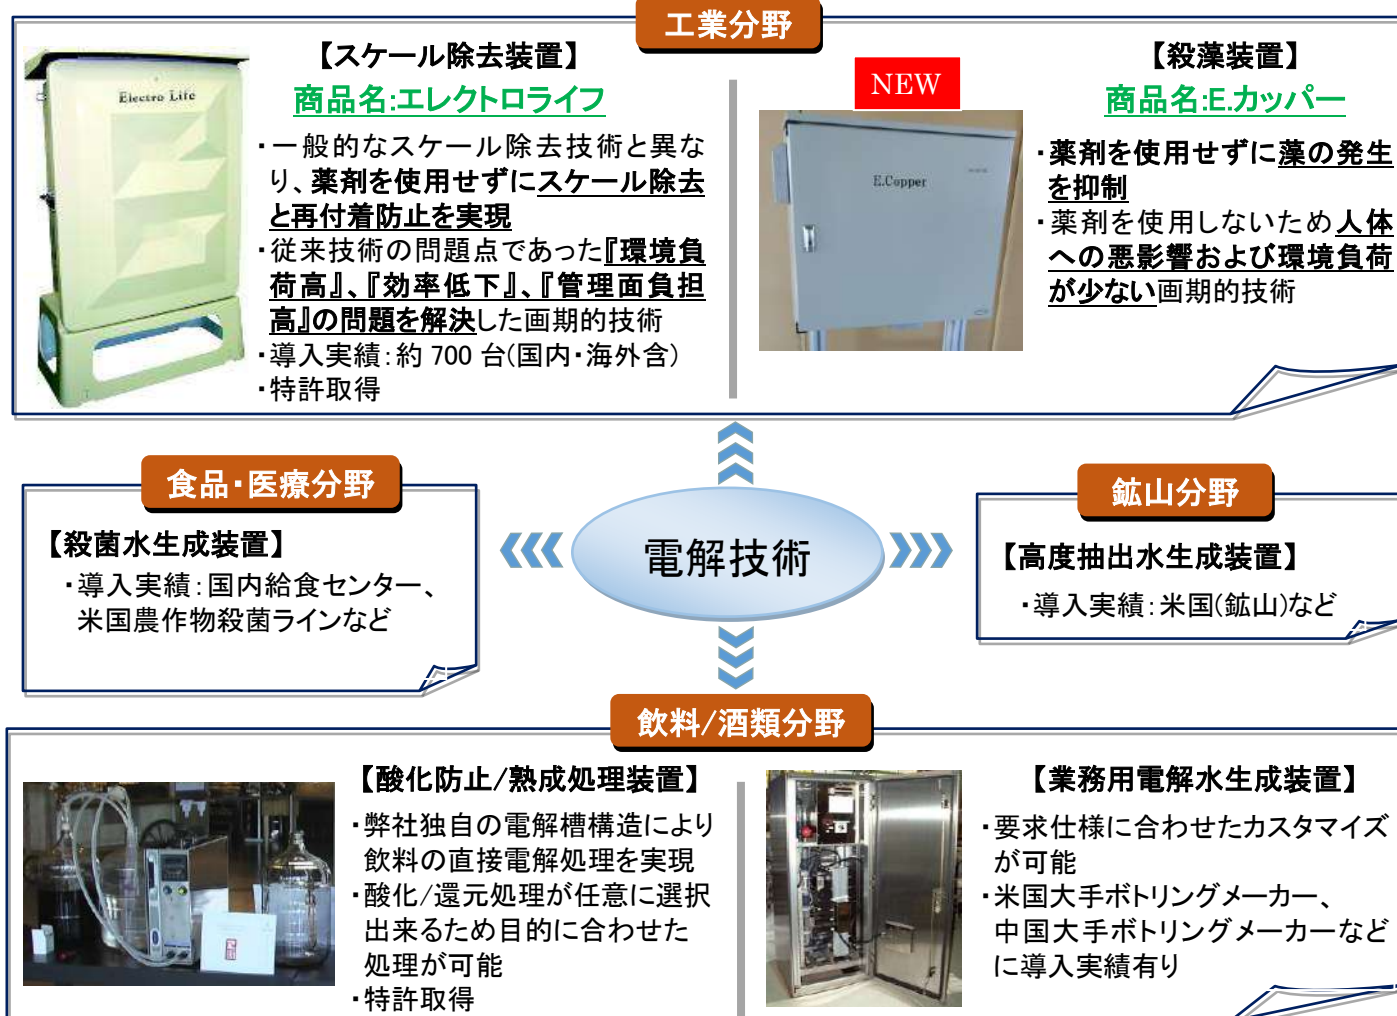 工業分野
【スケール除去装置】
商品名:エレクトロライフ
Electro Life
・一般的なスケール除去技術と異な
り、薬剤を使用せずにスケール除去
と再付着防止を実現
・従来技術の問題点であった『環境負
荷高』、『効率低下』、『管理面負担
高』の問題を解決した画期的技術
・導入実績:約 700 台(国内・海外含)
・特許取得
NEW
E.Copper
【殺藻装置】
商品名:E.カッパー
・薬剤を使用せずに藻の発生
を抑制
・薬剤を使用しないため人体
への悪影響および環境負荷
が少ない画期的技術
食品・医療分野
【殺菌水生成装置】
・導入実績:国内給食センター、
米国農作物殺菌ラインなど
電解技術
鉱山分野
【高度抽出水生成装置】
・導入実績:米国(鉱山)など
飲料/酒類分野
【酸化防止/熟成処理装置】
・弊社独自の電解槽構造により
飲料の直接電解処理を実現
・酸化/還元処理が任意に選択
出来るため目的に合わせた
処理が可能
・特許取得
【業務用電解水生成装置】
・要求仕様に合わせたカスタマイズ
が可能
・米国大手ボトリングメーカー、
中国大手ボトリングメーカーなど
に導入実績有り